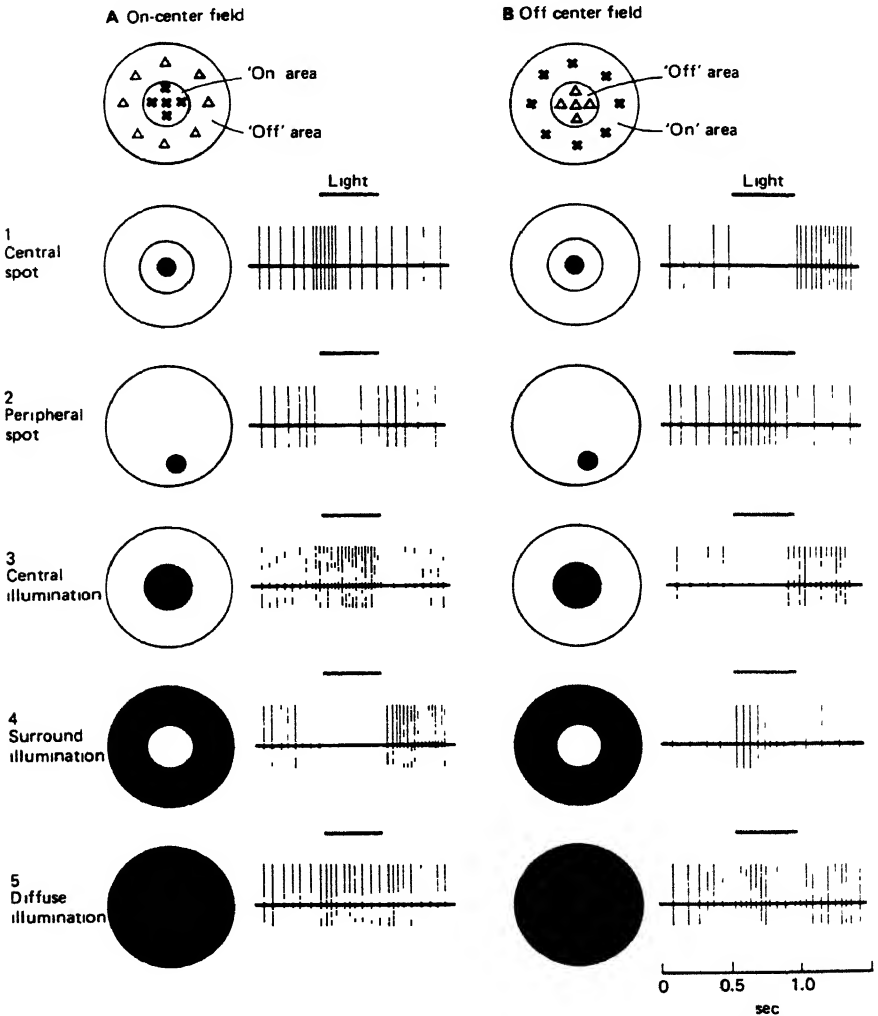 A On-center field
B Off center field
'On area
'Off' area
'Off' area
'On' area
Light
Light
1
Central
spot
2
Peripheral
spot
3
Central
illumination
4
Surround
illumination
5
Diffuse
illumination
0 0.5 1.0
sec